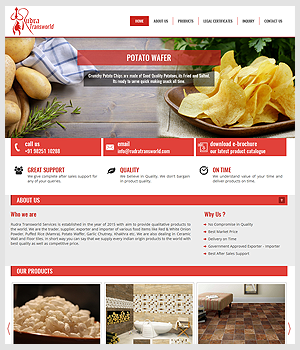 Rudra
Transworld
HOME
ABOUT US
PRODUCTS
LEGAL CERTIFICATES
INQUIRY
CONTACT US
POTATO WAFER
Crunchy Potato Chips are made of Good Quality Potatoes, its Fried and Salted.
Its ready to serve quick making snack all time.
call us
+91 98251 10288
email
info@rudratransworld.com
download e-brochure
our latest product catalogue
GREAT SUPPORT
We give complete after sales support for any of your queries.
QUALITY
We believe in Quality. We don't bargain in product quality.
ON TIME
We understand value of your time and deliver products on time.
ABOUT US
Who we are
Rudra Transworld Services is established in the year of 2015 with aim to provide qualitative products to
the world. We are the trader, supplier, exporter and importer of various food items like Red & White Onion
Powder, Puffed Rice (Mamra), Potato Wafer, Garlic Chutney, Khakhra etc. We are also dealing in Ceramic
Wall and Floor tiles. In short way you can say that we supply every indian origin products to the world with
best quality as well as competitive price.
Why us ?
No Compromise In Quality
Best Market Price
Delivery on Time
Government Approved Exporter - Importer
Best After Sales Support
OUR PRODUCTS